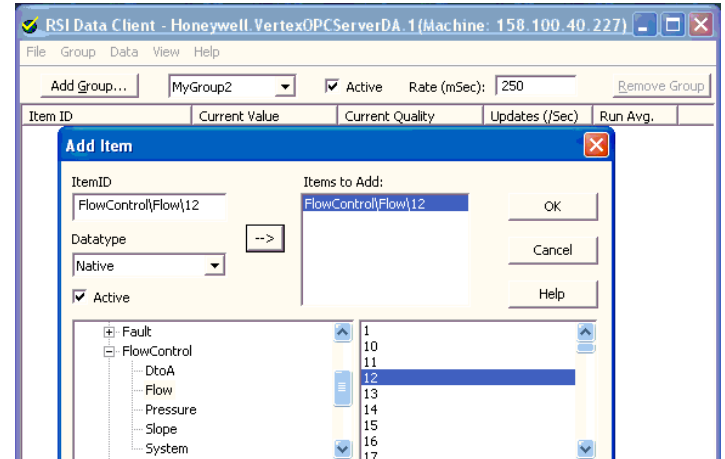 RSI Data Client - Honeywell.VertexOPCServerDA.1(Machine: 158.100.40.227)
File Group Data View Help
Add Group... MyGroup2 Active Rate (mSec): 250 Remove Group
Item ID Current Value Current Quality Updates (/Sec) Run Avg.
Add Item
ItemID Items to Add:
FlowControl\Flow\12 FlowControl\Flow\12 OK
Datatype --> Cancel
Native
Active Help
Fault 1
FlowControl 10
DtoA 11
Flow 12
Pressure 13
Slope 14
System 15
16
17